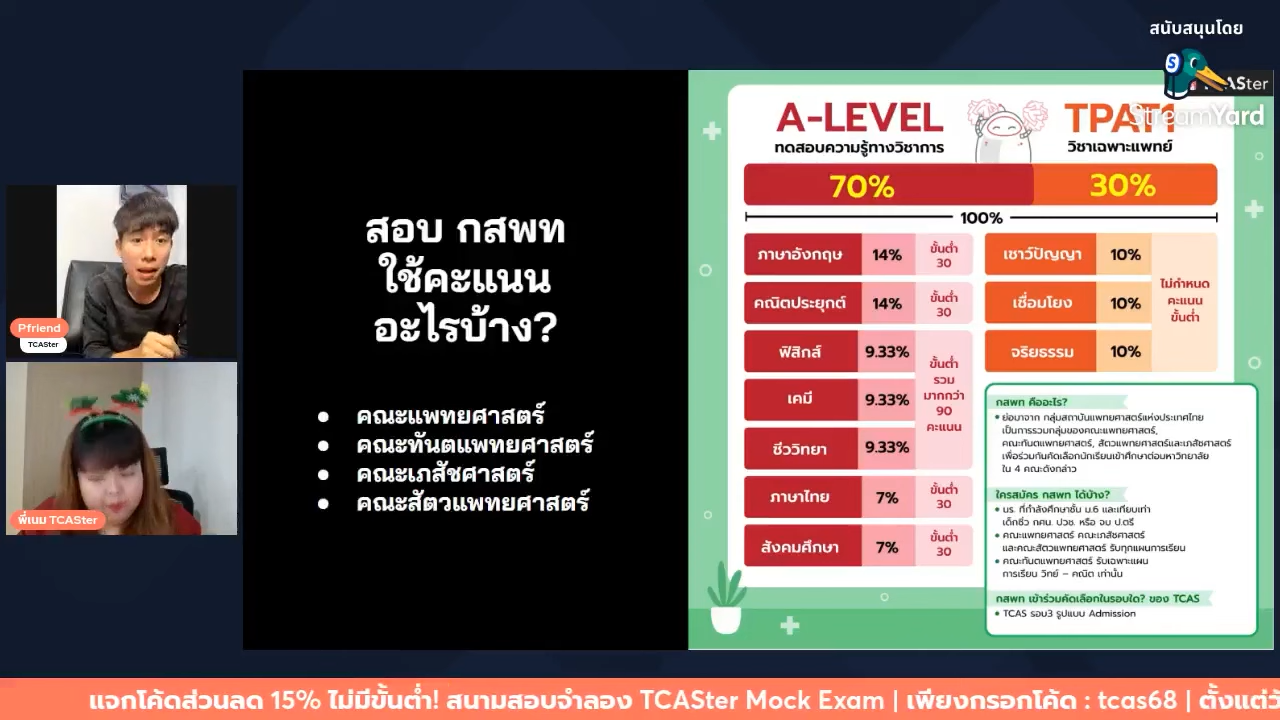 สนับสนุนโดย
StreamYard
สอบ กสพท
ใช้คะแนน
อะไรบ้าง?
● คณะแพทยศาสตร์
● คณะทันตแพทยศาสตร์
● คณะเภสัชศาสตร์
● คณะสัตวแพทยศาสตร์
A-LEVEL
ทดสอบความรู้ทางวิชาการ
TPAT1
วิชาเฉพาะแพทย์
70%
30%
100%
ภาษาอังกฤษ 14% ขั้นต่ำ 30
คณิตประยุกต์ 14% ขั้นต่ำ 30
ฟิสิกส์ 9.33%
เคมี 9.33%
ชีววิทยา 9.33%
ขั้นต่ำ
รวม
มากกว่า
90
คะแนน
ภาษาไทย 7% ขั้นต่ำ 30
สังคมศึกษา 7% ขั้นต่ำ 30
เชาว์ปัญญา 10%
เชื่อมโยง 10%
จริยธรรม 10%
ไม่กำหนด
คะแนน
ขั้นต่ำ
กสพท คืออะไร?
• ย่อมาจาก กลุ่มสถาบันแพทยศาสตร์แห่งประเทศไทย
เป็นการรวมกลุ่มของคณะแพทยศาสตร์,
คณะทันตแพทยศาสตร์, สัตวแพทยศาสตร์และเภสัชศาสตร์
เพื่อร่วมกันคัดเลือกนักเรียนเข้าศึกษาต่อมหาวิทยาลัย
ใน 4 คณะดังกล่าว
ใครสมัคร กสพท ได้บ้าง?
• นร. ที่กำลังศึกษาชั้น ม.6 และเทียบเท่า
เด็กซิ่ว กศน. ปวช. หรือ จบ ป.ตรี
• คณะแพทยศาสตร์ คณะเภสัชศาสตร์
และคณะสัตวแพทยศาสตร์ รับทุกแผนการเรียน
• คณะทันตแพทยศาสตร์ รับเฉพาะแผน
การเรียน วิทย์ – คณิต เท่านั้น
กสพท เข้าร่วมคัดเลือกในรอบใด? ของ TCAS
• TCAS รอบ3 รูปแบบ Admission
Pfriend
TCASter
พี่เนม TCASter
แจกโค้ดส่วนลด 15% ไม่มีขั้นต่ำ! สนามสอบจำลอง TCASter Mock Exam | เพียงกรอกโค้ด : tcas68 |